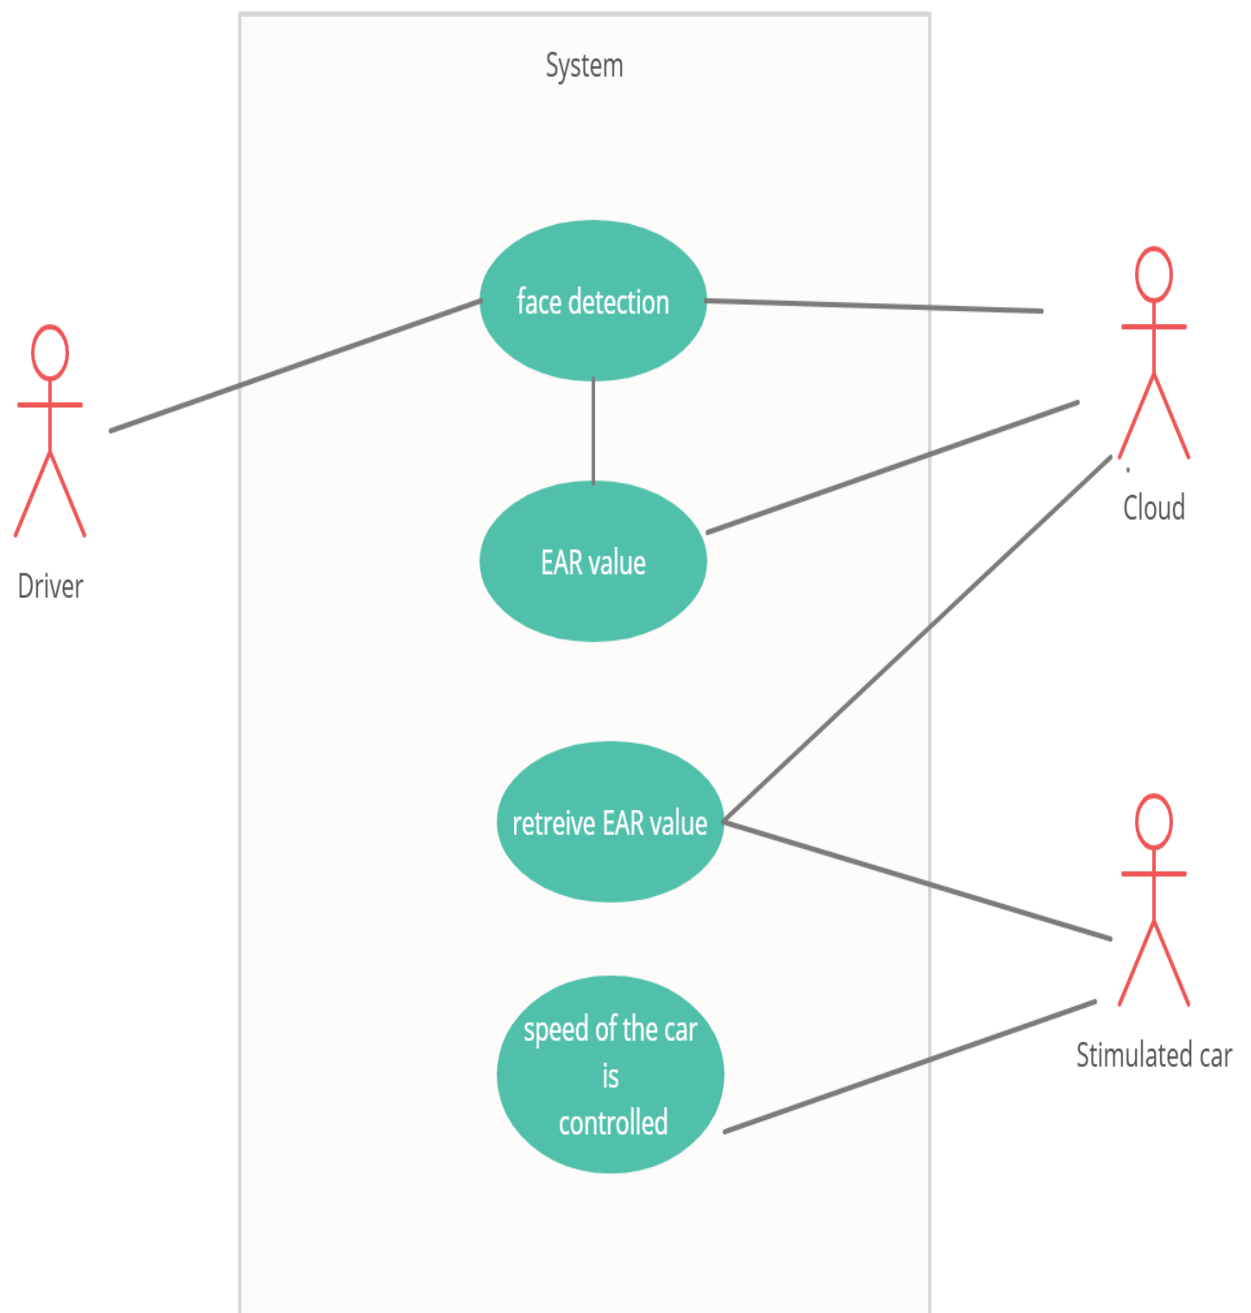 System
face detection
EAR value
Driver
Cloud
retreive EAR value
speed of the car
is
controlled
Stimulated car